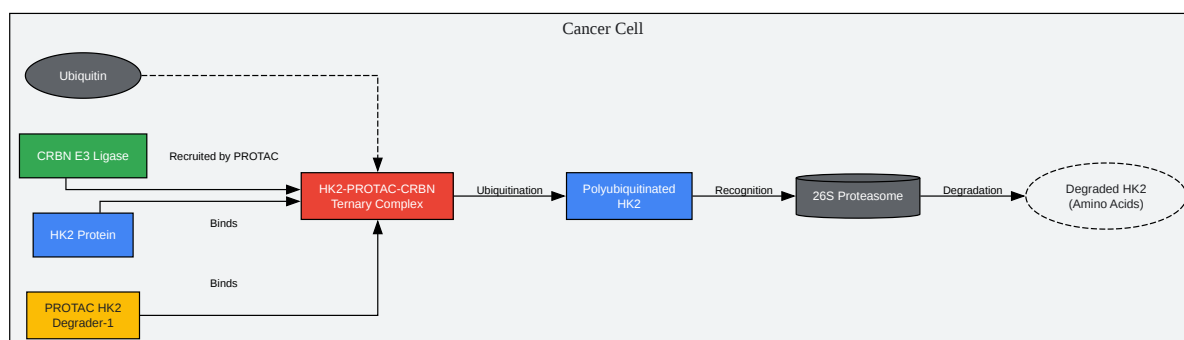 Cancer Cell
Ubiquitin
CRBN E3 Ligase
Recruited by PROTAC
HK2 Protein
Binds
Binds
PROTAC HK2
Degrader-1
HK2-PROTAC-CRBN
Ternary Complex
Ubiquitination
Polyubiquitinated
HK2
Recognition
26S Proteasome
Degradation
Degraded HK2
(Amino Acids)